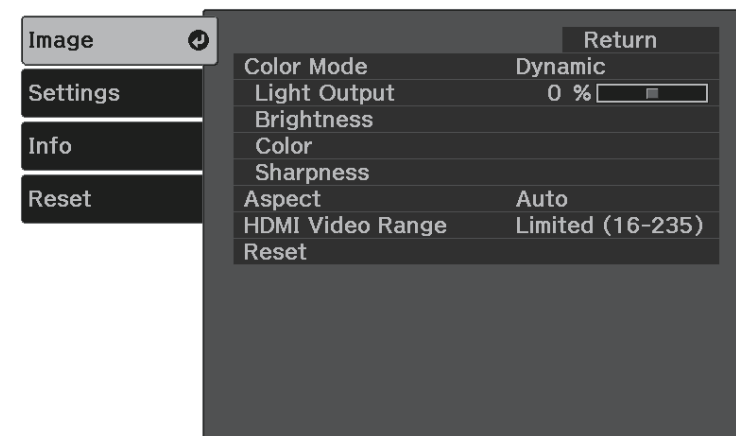 Image
Settings
Info
Reset
Return
Color Mode Dynamic
Light Output 0 %
Brightness
Color
Sharpness
Aspect Auto
HDMI Video Range Limited (16-235)
Reset